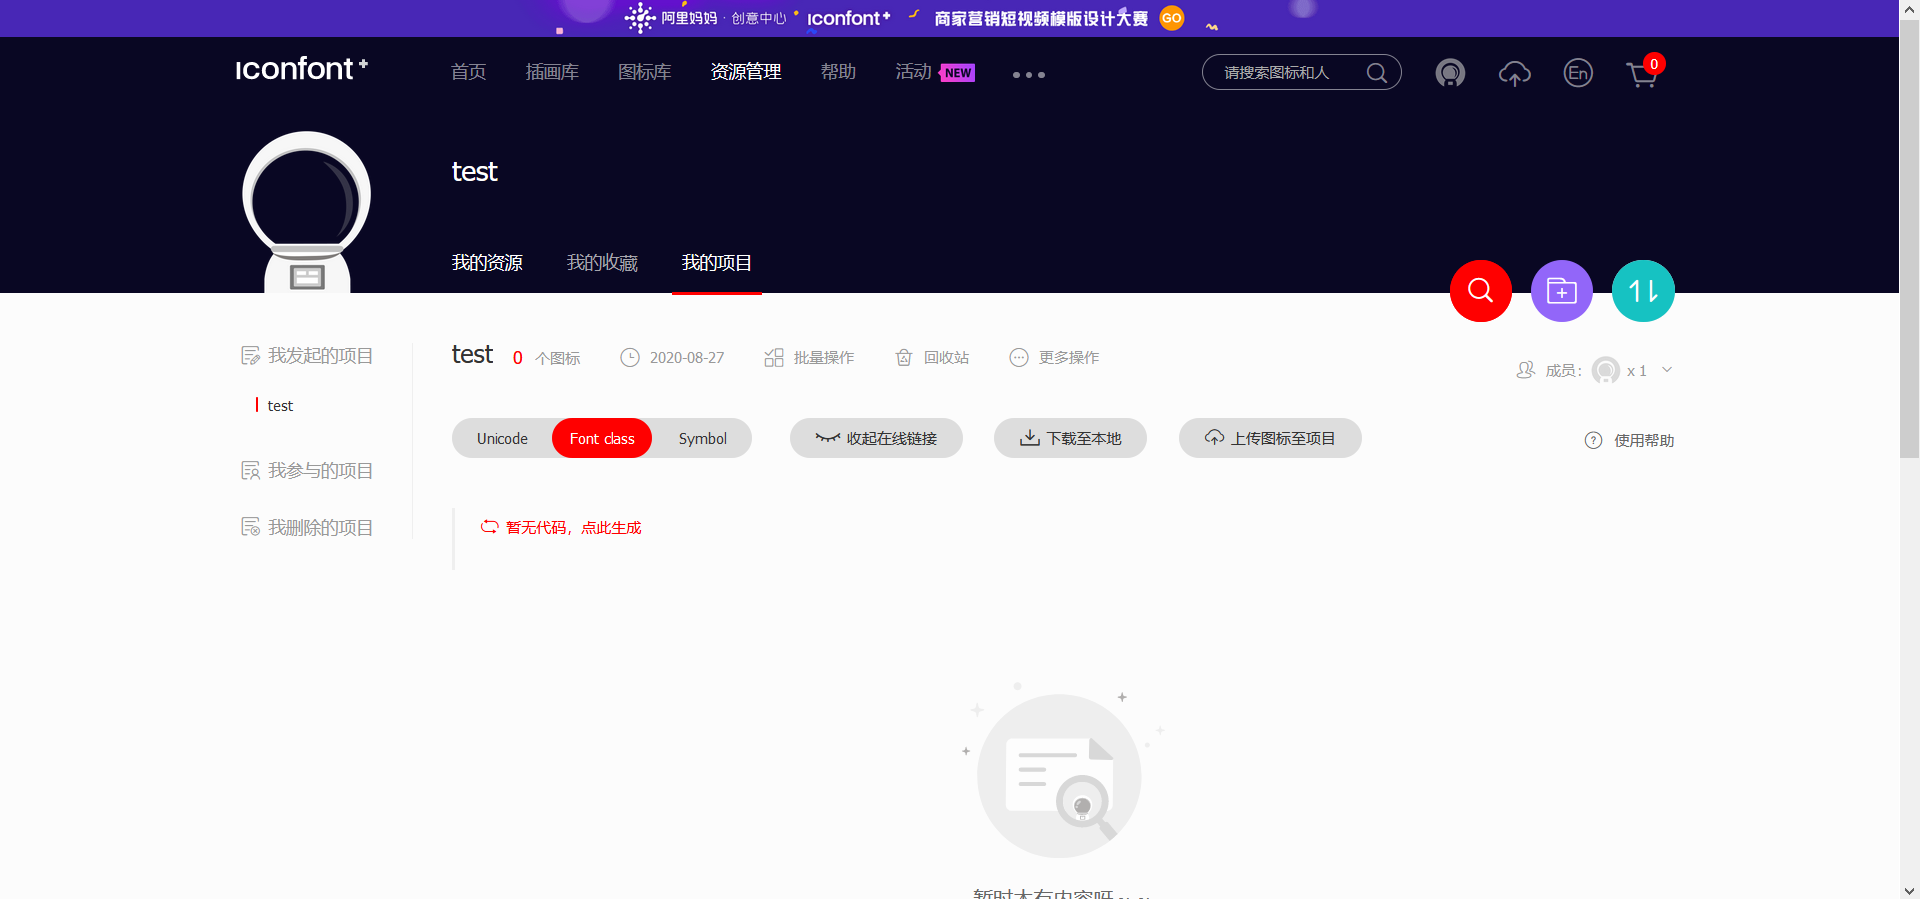 阿里妈妈 · 创意中心 iconfont+ 商家营销短视频模版设计大赛 GO
iconfont+ 首页 插画库 图标库 资源管理 帮助 活动 NEW 请搜索图标和人 En 0
test
我的资源 我的收藏 我的项目
我发起的项目 test 0 个图标 2020-08-27 批量操作 回收站 更多操作 成员： x 1
test
Unicode Font class Symbol 收起在线链接 下载至本地 上传图标至项目 使用帮助
我参与的项目
我删除的项目 暂无代码，点此生成